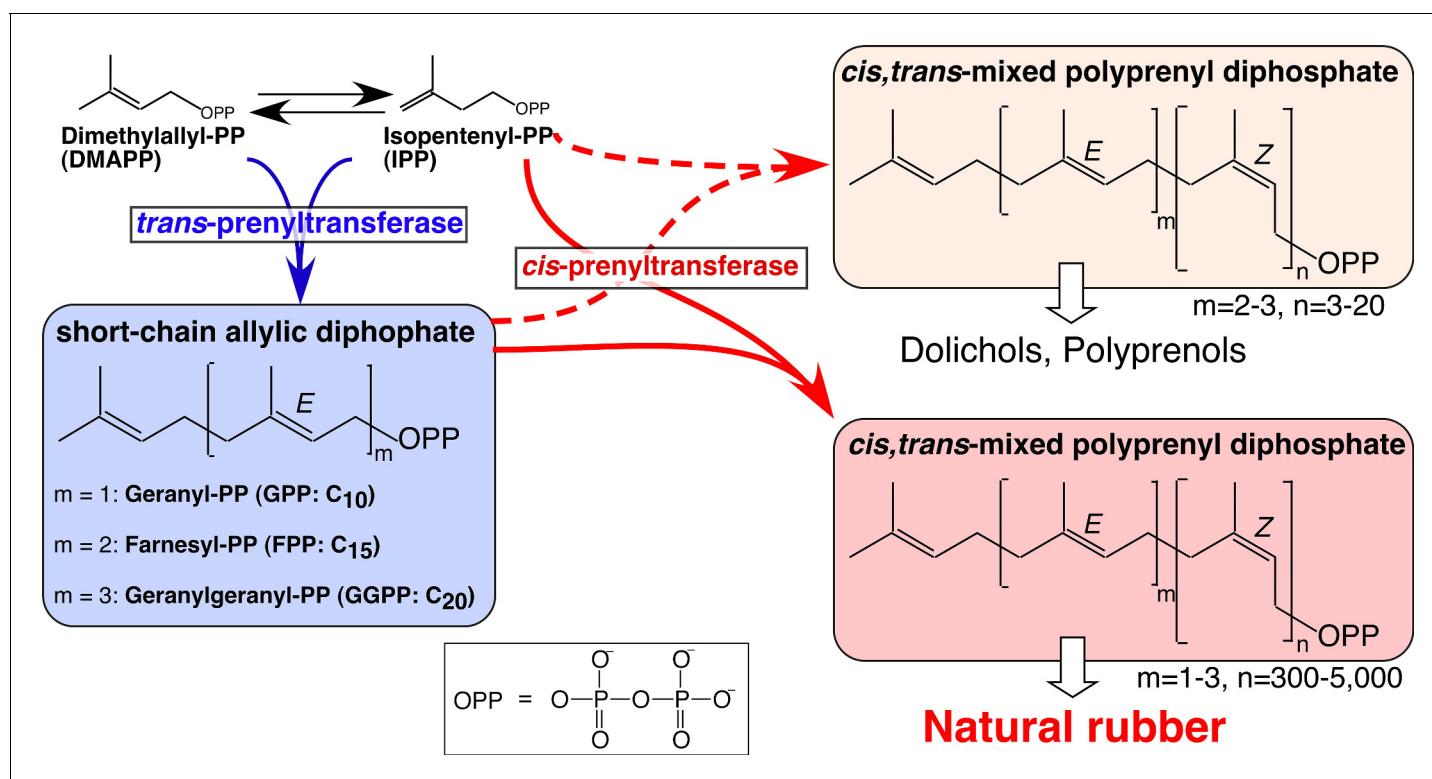 OPP
OPP
Dimethylallyl-PP
(DMAPP)
Isopentenyl-PP
(IPP)
trans-prenyltransferase
cis-prenyltransferase
short-chain allylic diphophate
E
OPP
m
m = 1: Geranyl-PP (GPP: C10)
m = 2: Farnesyl-PP (FPP: C15)
m = 3: Geranylgeranyl-PP (GGPP: C20)
cis,trans-mixed polyprenyl diphosphate
E
Z
m
n
OPP
m=2-3, n=3-20
Dolichols, Polyprenols
cis,trans-mixed polyprenyl diphosphate
E
Z
m
n
OPP
m=1-3, n=300-5,000
Natural rubber
O− O−
OPP = O P O P O−
O O